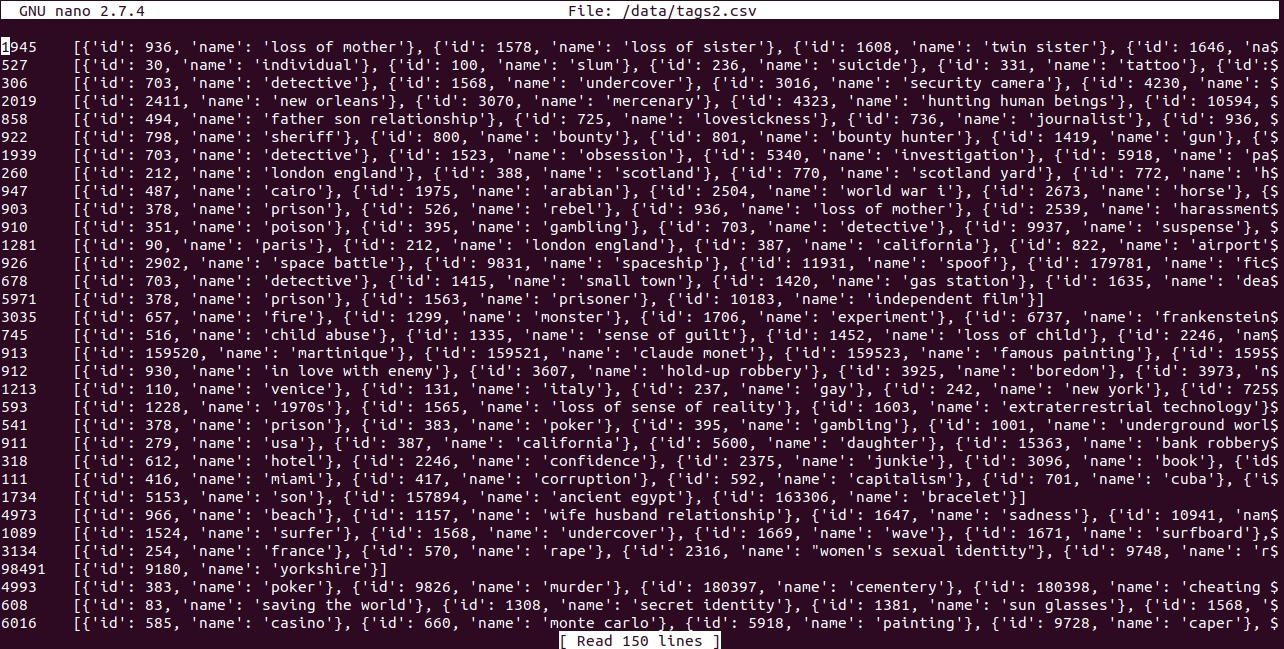 GNU nano 2.7.4 File: /data/tags2.csv
1945 [{'id': 936, 'name': 'loss of mother'}, {'id': 1578, 'name': 'loss of sister'}, {'id': 1608, 'name': 'twin sister'}, {'id': 1646, 'na$
527 [{'id': 30, 'name': 'individual'}, {'id': 100, 'name': 'slum'}, {'id': 236, 'name': 'suicide'}, {'id': 331, 'name': 'tattoo'}, {'id':$
306 [{'id': 703, 'name': 'detective'}, {'id': 1568, 'name': 'undercover'}, {'id': 3016, 'name': 'security camera'}, {'id': 4230, 'name': $
2019 [{'id': 2411, 'name': 'new orleans'}, {'id': 3070, 'name': 'mercenary'}, {'id': 4323, 'name': 'hunting human beings'}, {'id': 10594, $
858 [{'id': 494, 'name': 'father son relationship'}, {'id': 725, 'name': 'lovesickness'}, {'id': 736, 'name': 'journalist'}, {'id': 936, $
922 [{'id': 798, 'name': 'sheriff'}, {'id': 800, 'name': 'bounty'}, {'id': 801, 'name': 'bounty hunter'}, {'id': 1419, 'name': 'gun'}, {'$
1939 [{'id': 703, 'name': 'detective'}, {'id': 1523, 'name': 'obsession'}, {'id': 5340, 'name': 'investigation'}, {'id': 5918, 'name': 'pa$
260 [{'id': 212, 'name': 'london england'}, {'id': 388, 'name': 'scotland'}, {'id': 770, 'name': 'scotland yard'}, {'id': 772, 'name': 'h$
947 [{'id': 487, 'name': 'cairo'}, {'id': 1975, 'name': 'arabian'}, {'id': 2504, 'name': 'world war i'}, {'id': 2673, 'name': 'horse'}, {$
903 [{'id': 378, 'name': 'prison'}, {'id': 526, 'name': 'rebel'}, {'id': 936, 'name': 'loss of mother'}, {'id': 2539, 'name': 'harassment$
910 [{'id': 351, 'name': 'poison'}, {'id': 395, 'name': 'gambling'}, {'id': 703, 'name': 'detective'}, {'id': 9937, 'name': 'suspense'}, $
1281 [{'id': 90, 'name': 'paris'}, {'id': 212, 'name': 'london england'}, {'id': 387, 'name': 'california'}, {'id': 822, 'name': 'airport'$
926 [{'id': 2902, 'name': 'space battle'}, {'id': 9831, 'name': 'spaceship'}, {'id': 11931, 'name': 'spoof'}, {'id': 179781, 'name': 'fic$
678 [{'id': 703, 'name': 'detective'}, {'id': 1415, 'name': 'small town'}, {'id': 1420, 'name': 'gas station'}, {'id': 1635, 'name': 'dea$
5971 [{'id': 378, 'name': 'prison'}, {'id': 1563, 'name': 'prisoner'}, {'id': 10183, 'name': 'independent film'}]
3035 [{'id': 657, 'name': 'fire'}, {'id': 1299, 'name': 'monster'}, {'id': 1706, 'name': 'experiment'}, {'id': 6737, 'name': 'frankenstein$
745 [{'id': 516, 'name': 'child abuse'}, {'id': 1335, 'name': 'sense of guilt'}, {'id': 1452, 'name': 'loss of child'}, {'id': 2246, 'nam$
913 [{'id': 159520, 'name': 'martinique'}, {'id': 159521, 'name': 'claude monet'}, {'id': 159523, 'name': 'famous painting'}, {'id': 1595$
912 [{'id': 930, 'name': 'in love with enemy'}, {'id': 3607, 'name': 'hold-up robbery'}, {'id': 3925, 'name': 'boredom'}, {'id': 3973, 'n$
1213 [{'id': 110, 'name': 'venice'}, {'id': 131, 'name': 'italy'}, {'id': 237, 'name': 'gay'}, {'id': 242, 'name': 'new york'}, {'id': 725$
593 [{'id': 1228, 'name': '1970s'}, {'id': 1565, 'name': 'loss of sense of reality'}, {'id': 1603, 'name': 'extraterrestrial technology'}$
541 [{'id': 378, 'name': 'prison'}, {'id': 383, 'name': 'poker'}, {'id': 395, 'name': 'gambling'}, {'id': 1001, 'name': 'underground worl$
911 [{'id': 279, 'name': 'usa'}, {'id': 387, 'name': 'california'}, {'id': 5600, 'name': 'daughter'}, {'id': 15363, 'name': 'bank robbery$
318 [{'id': 612, 'name': 'hotel'}, {'id': 2246, 'name': 'confidence'}, {'id': 2375, 'name': 'junkie'}, {'id': 3096, 'name': 'book'}, {'id$
111 [{'id': 416, 'name': 'miami'}, {'id': 417, 'name': 'corruption'}, {'id': 592, 'name': 'capitalism'}, {'id': 701, 'name': 'cuba'}, {'i$
1734 [{'id': 5153, 'name': 'son'}, {'id': 157894, 'name': 'ancient egypt'}, {'id': 163306, 'name': 'bracelet'}]
4973 [{'id': 966, 'name': 'beach'}, {'id': 1157, 'name': 'wife husband relationship'}, {'id': 1647, 'name': 'sadness'}, {'id': 10941, 'nam$
1089 [{'id': 1524, 'name': 'surfer'}, {'id': 1568, 'name': 'undercover'}, {'id': 1669, 'name': 'wave'}, {'id': 1671, 'name': 'surfboard'},$
3134 [{'id': 254, 'name': 'france'}, {'id': 570, 'name': 'rape'}, {'id': 2316, 'name': "women's sexual identity"}, {'id': 9748, 'name': 'r$
98491 [{'id': 9180, 'name': 'yorkshire'}]
4993 [{'id': 383, 'name': 'poker'}, {'id': 9826, 'name': 'murder'}, {'id': 180397, 'name': 'cementery'}, {'id': 180398, 'name': 'cheating $
608 [{'id': 83, 'name': 'saving the world'}, {'id': 1308, 'name': 'secret identity'}, {'id': 1381, 'name': 'sun glasses'}, {'id': 1568, '$
6016 [{'id': 585, 'name': 'casino'}, {'id': 660, 'name': 'monte carlo'}, {'id': 5918, 'name': 'painting'}, {'id': 9728, 'name': 'caper'}, $
[ Read 150 lines ]